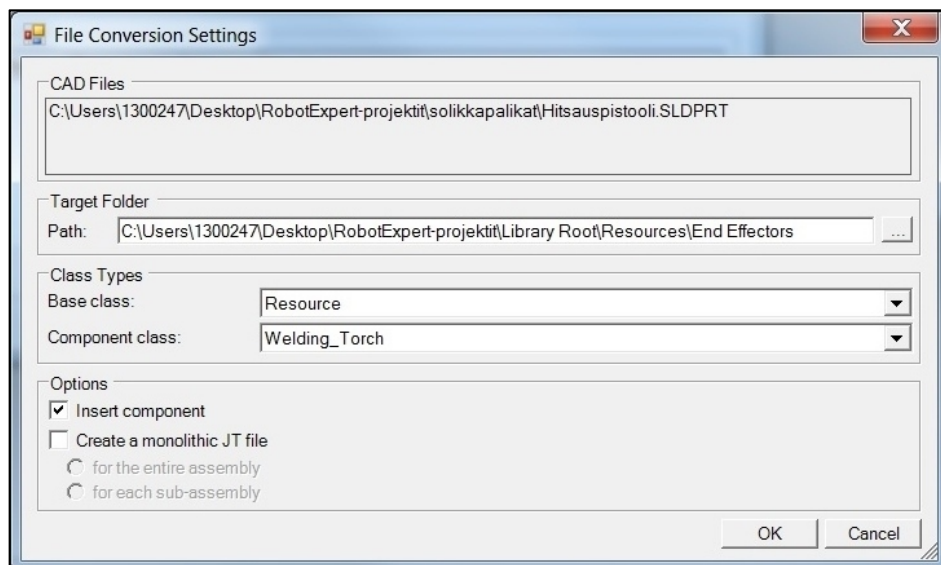 File Conversion Settings
CAD Files
C:\Users\1300247\Desktop\RobotExpert-projektit\solikkapalikat\Hitsauspistooli.SLDPRT
Target Folder
Path: C:\Users\1300247\Desktop\RobotExpert-projektit\Library Root\Resources\End Effectors ...
Class Types
Base class: Resource
Component class: Welding_Torch
Options
Insert component
Create a monolithic JT file
for the entire assembly
for each sub-assembly
OK Cancel